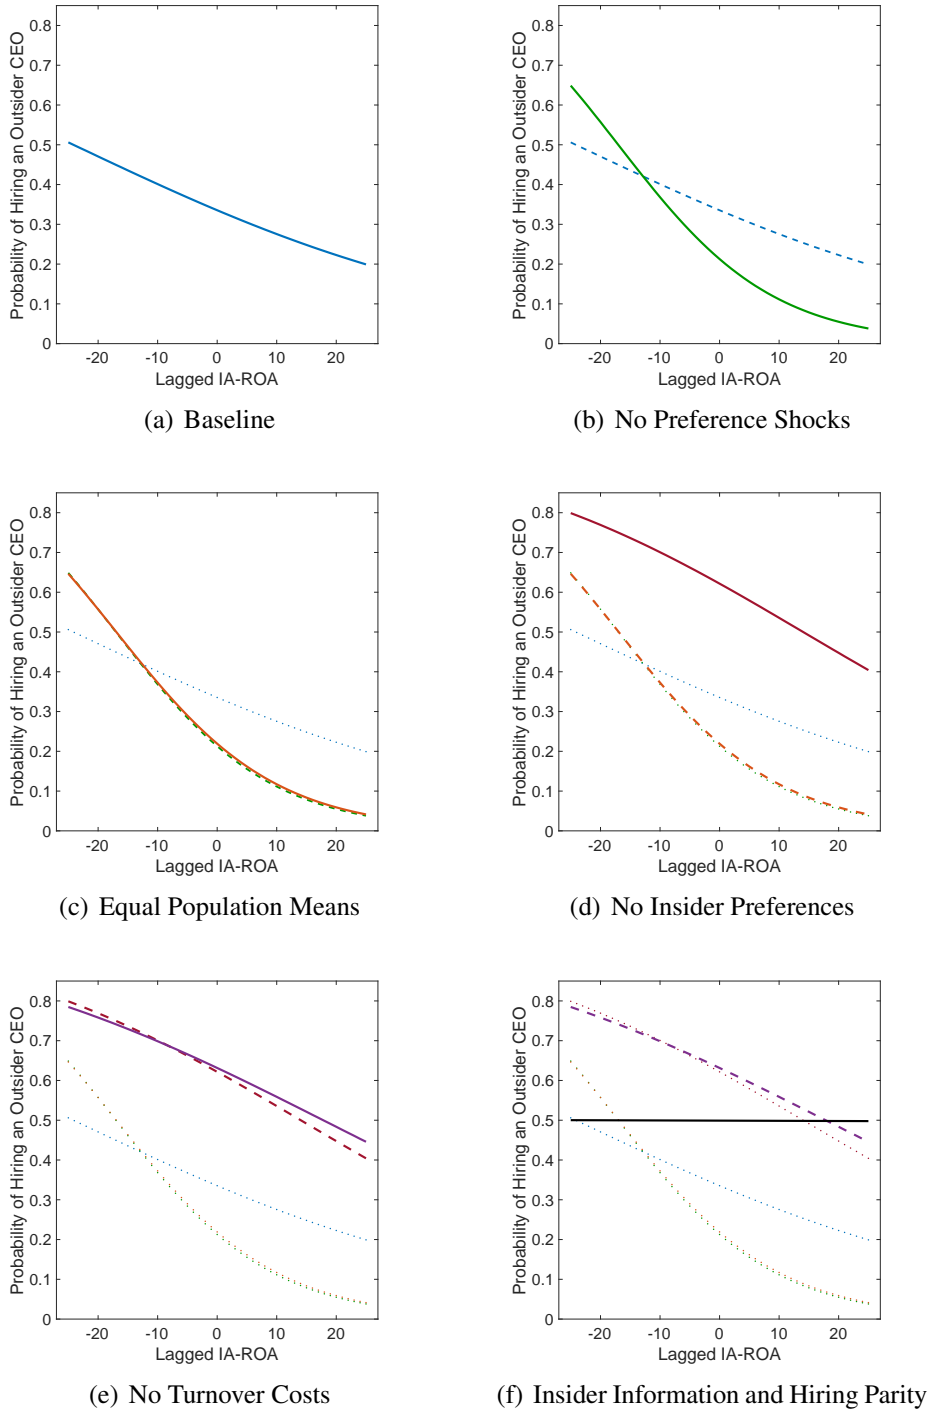 Probability of Hiring an Outsider CEO
0.8
0.7
0.6
0.5
0.4
0.3
0.2
0.1
0
-20 -10 0 10 20
Lagged IA-ROA
(a) Baseline
Probability of Hiring an Outsider CEO
0.8
0.7
0.6
0.5
0.4
0.3
0.2
0.1
0
-20 -10 0 10 20
Lagged IA-ROA
(b) No Preference Shocks
Probability of Hiring an Outsider CEO
0.8
0.7
0.6
0.5
0.4
0.3
0.2
0.1
0
-20 -10 0 10 20
Lagged IA-ROA
(c) Equal Population Means
Probability of Hiring an Outsider CEO
0.8
0.7
0.6
0.5
0.4
0.3
0.2
0.1
0
-20 -10 0 10 20
Lagged IA-ROA
(d) No Insider Preferences
Probability of Hiring an Outsider CEO
0.8
0.7
0.6
0.5
0.4
0.3
0.2
0.1
0
-20 -10 0 10 20
Lagged IA-ROA
(e) No Turnover Costs
Probability of Hiring an Outsider CEO
0.8
0.7
0.6
0.5
0.4
0.3
0.2
0.1
0
-20 -10 0 10 20
Lagged IA-ROA
(f) Insider Information and Hiring Parity